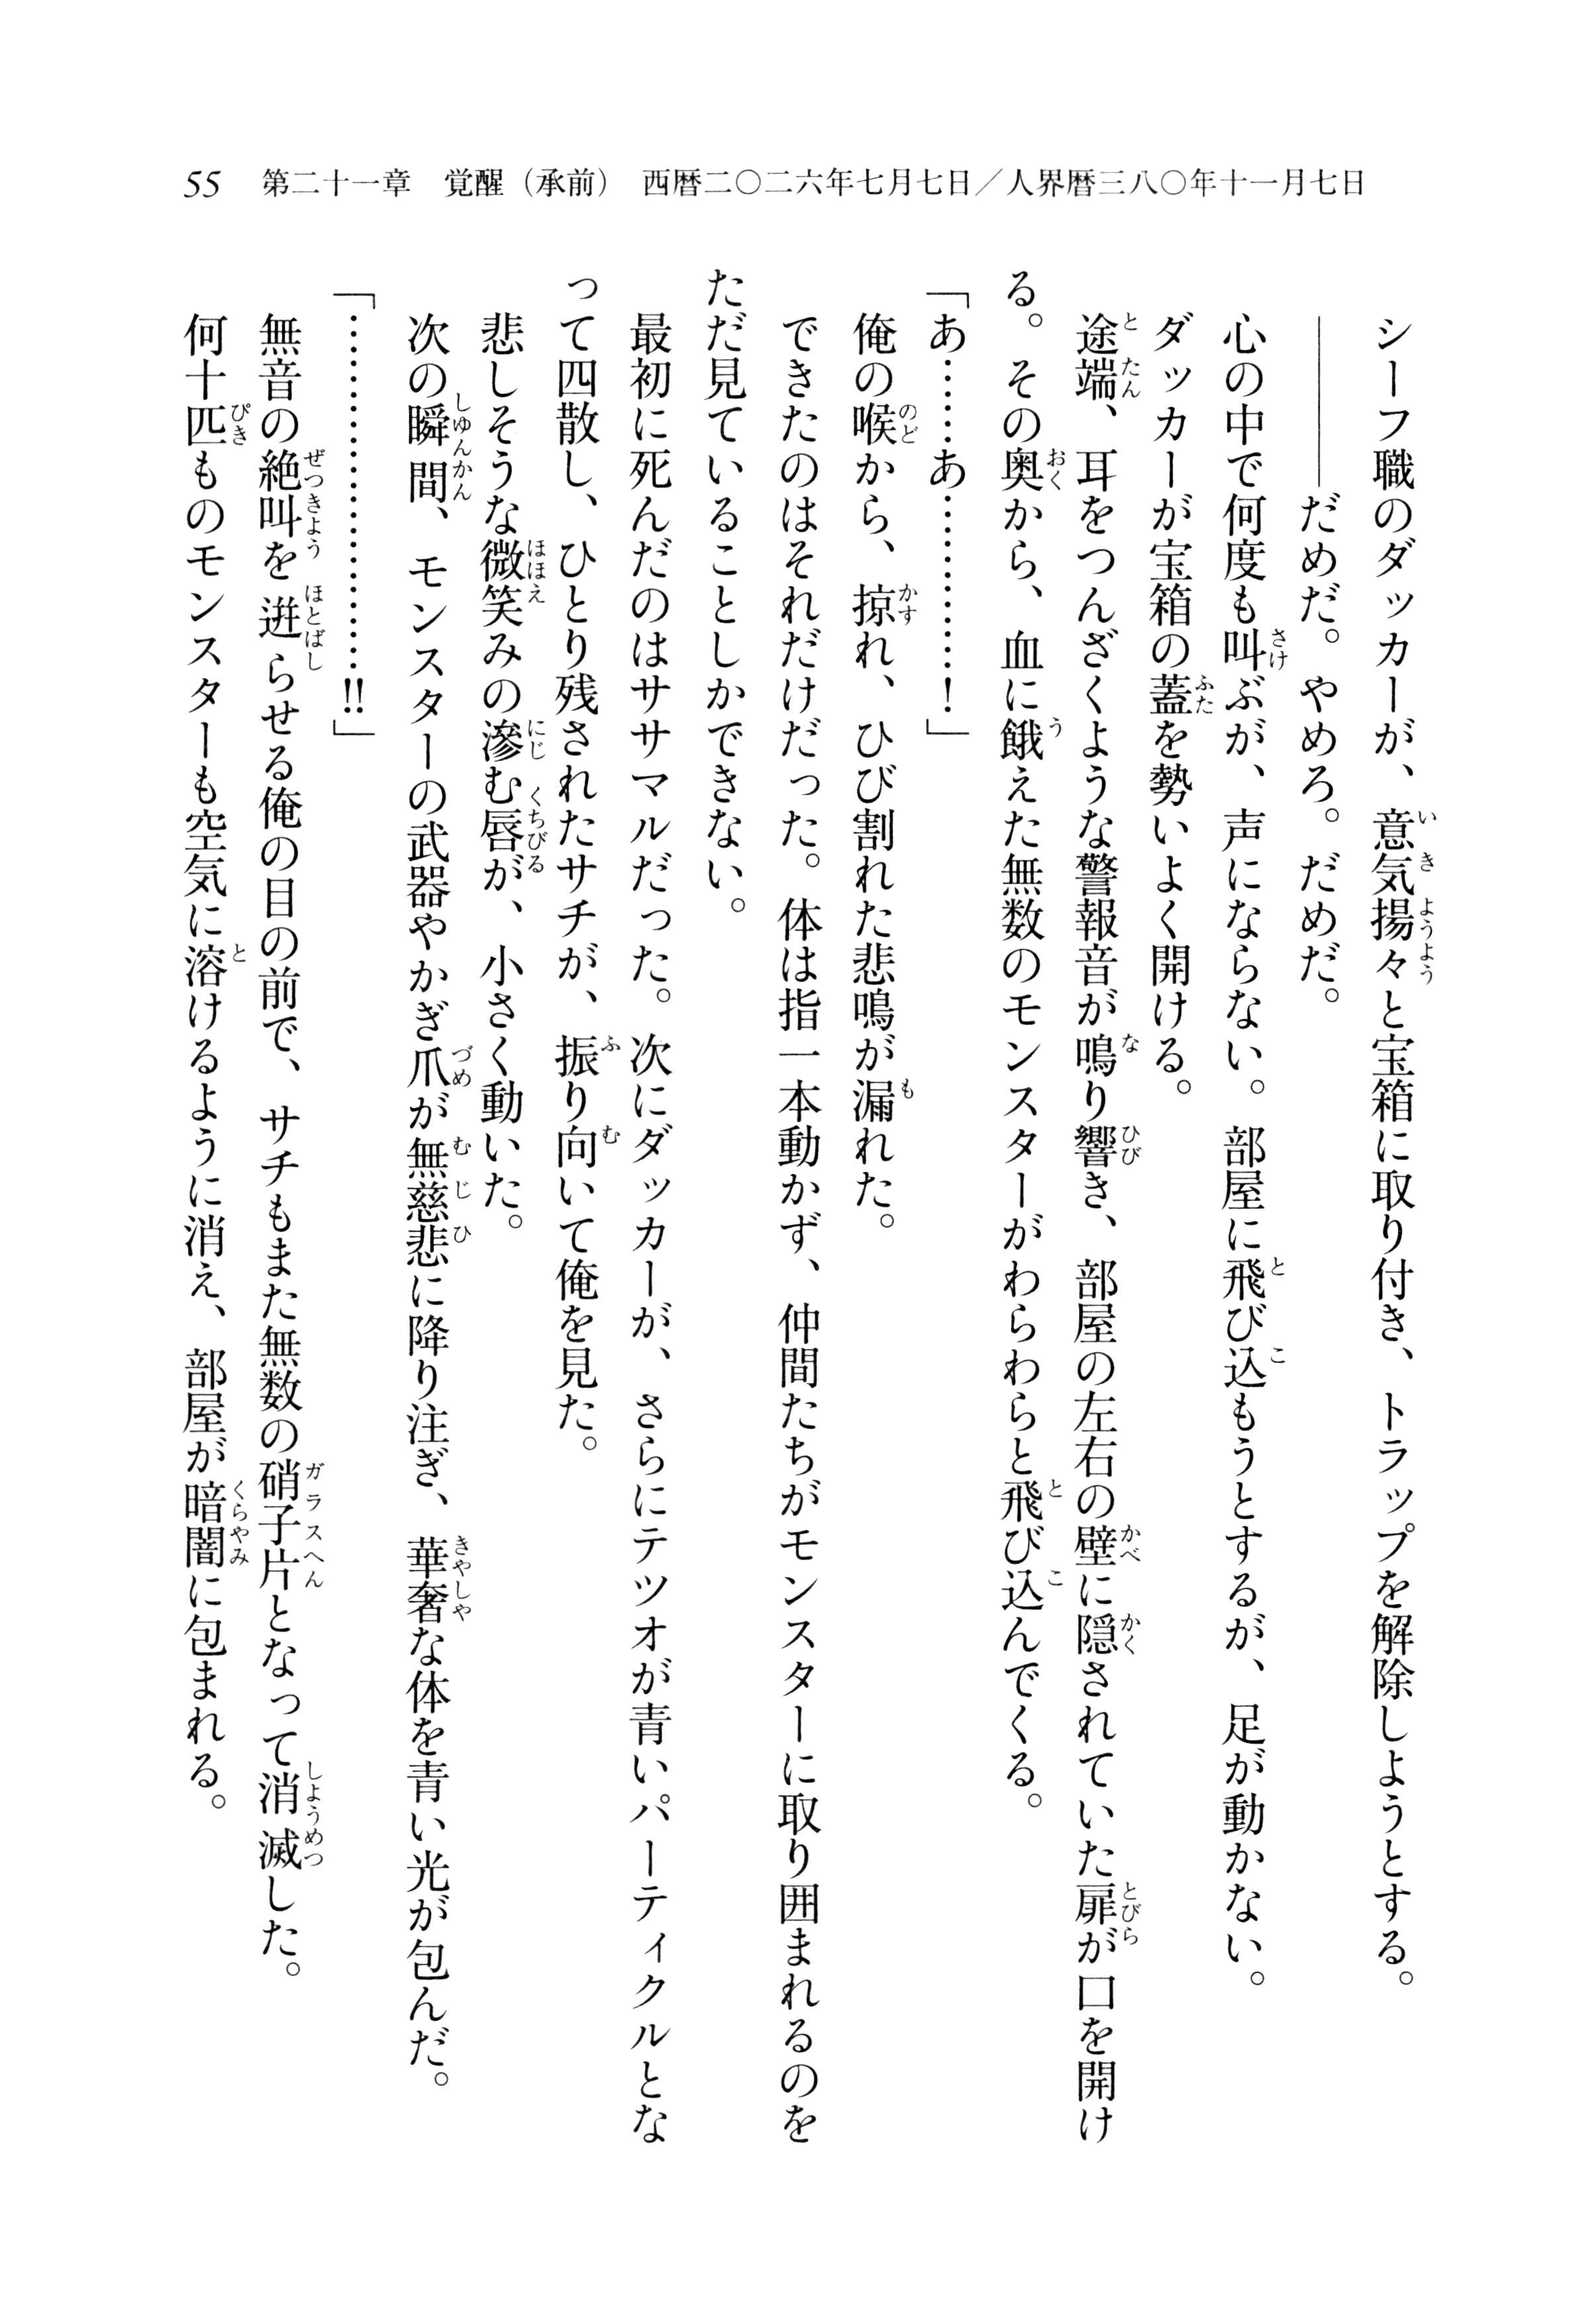 55　第二十一章　覚醒（承前）　西暦二〇二六年七月七日／人界暦三八〇年十一月七日
シーフ職のダッカーが、意気揚々と宝箱に取り付き、トラップを解除しようとする。
――――だめだ。やめろ。だめだ。
心の中で何度も叫ぶが、声にならない。部屋に飛び込もうとするが、足が動かない。
ダッカーが宝箱の蓋を勢いよく開ける。
途端、耳をつんざくような警報音が鳴り響き、部屋の左右の壁に隠されていた扉が口を開け
る。その奥から、血に餓えた無数のモンスターがわらわらと飛び込んでくる。
「あ……あ…………！」
俺の喉から、掠れ、ひび割れた悲鳴が漏れた。
できたのはそれだけだった。体は指一本動かず、仲間たちがモンスターに取り囲まれるのを
ただ見ていることしかできない。
最初に死んだのはササマルだった。次にダッカーが、さらにテツオが青いパーティクルとな
って四散し、ひとり残されたサチが、振り向いて俺を見た。
悲しそうな微笑みの滲む唇が、小さく動いた。
次の瞬間、モンスターの武器やかぎ爪が無慈悲に降り注ぎ、華奢な体を青い光が包んだ。
「……………………!!」
無音の絶叫を迸らせる俺の目の前で、サチもまた無数の硝子片となって消滅した。
何十匹ものモンスターも空気に溶けるように消え、部屋が暗闇に包まれる。